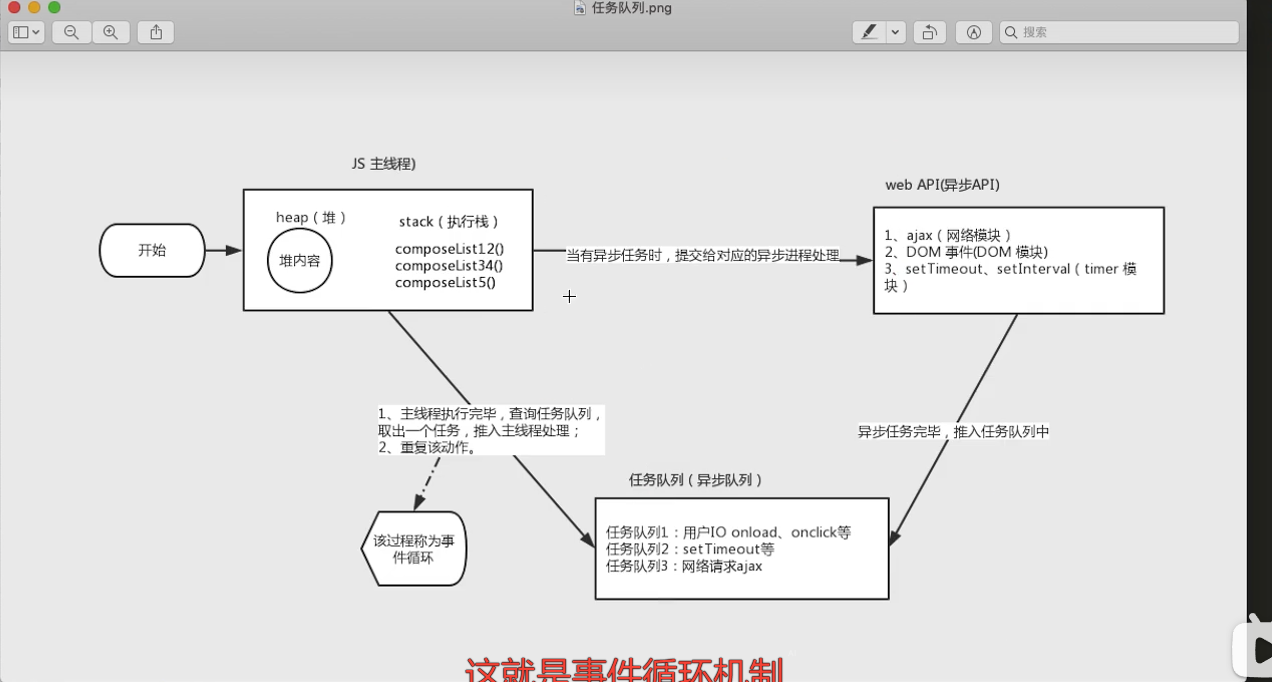 任务队列.png
搜索
JS 主线程)
web API(异步API)
开始
heap（堆）
堆内容
stack（执行栈）
composeList12()
composeList34()
composeList5()
当有异步任务时，提交给对应的异步进程处理
1、ajax（网络模块）
2、DOM 事件(DOM 模块)
3、setTimeout、setInterval（timer 模
块）
1、主线程执行完毕，查询任务队列，
取出一个任务，推入主线程处理；
2、重复该动作。
异步任务完毕，推入任务队列中
该过程称为事
件循环
任务队列（异步队列）
任务队列1：用户IO onload、onclick等
任务队列2：setTimeout等
任务队列3：网络请求ajax
这就是事件循环机制